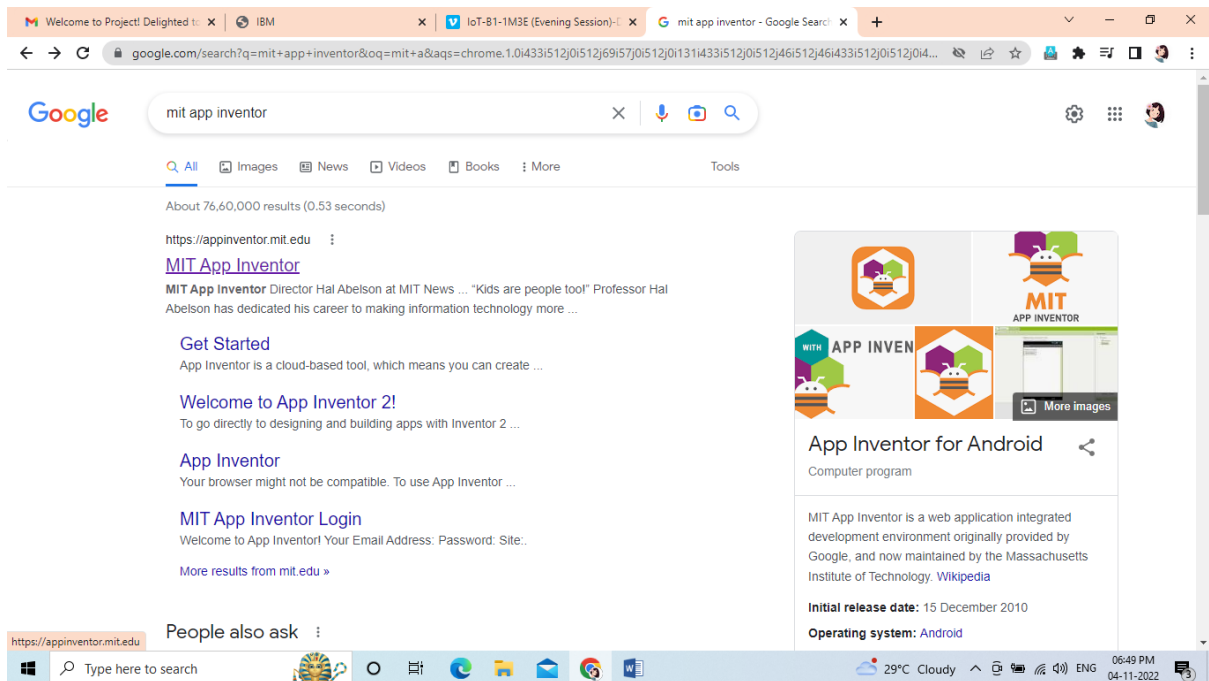 Welcome to Project! Delighted to
IBM
IoT-B1-1M3E (Evening Session)-
mit app inventor - Google Search
google.com/search?q=mit+app+inventor&oq=mit+a&aqs=chrome.1.0i433i512j0i512j69i57j0i512j0i131i433i512j0i512j46i512j46i433i512j0i512j0i4...
Google
mit app inventor
All Images News Videos Books More Tools
About 76,60,000 results (0.53 seconds)
https://appinventor.mit.edu
MIT App Inventor
MIT App Inventor Director Hal Abelson at MIT News ... “Kids are people too!” Professor Hal
Abelson has dedicated his career to making information technology more ...
Get Started
App Inventor is a cloud-based tool, which means you can create ...
Welcome to App Inventor 2!
To go directly to designing and building apps with Inventor 2 ...
App Inventor
Your browser might not be compatible. To use App Inventor ...
MIT App Inventor Login
Welcome to App Inventor! Your Email Address: Password: Site:.
More results from mit.edu »
People also ask
MIT
APP INVENTOR
WITH APP INVEN
More images
App Inventor for Android
Computer program
MIT App Inventor is a web application integrated
development environment originally provided by
Google, and now maintained by the Massachusetts
Institute of Technology. Wikipedia
Initial release date: 15 December 2010
Operating system: Android
https://appinventor.mit.edu
Type here to search
29°C Cloudy
ENG
06:49 PM
04-11-2022
3